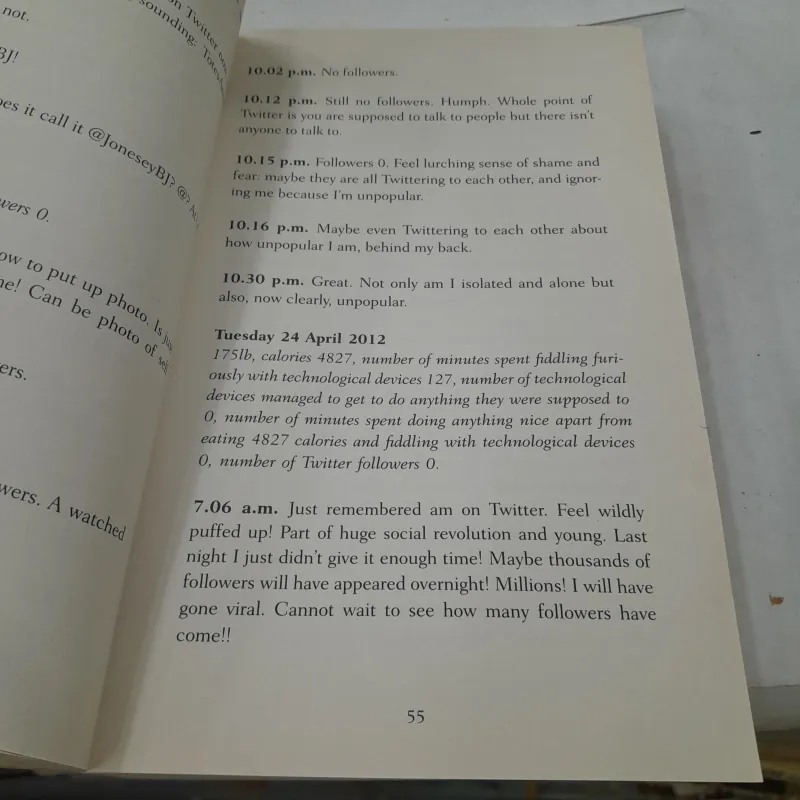 on Twitter now
sounding: Totes
not.
BJ!
does it call it @JoneseyBJ? @?
wers 0.
ow to put up photo. Is just
me! Can be photo of
ers.
wers. A watched
10.02 p.m. No followers.
10.12 p.m. Still no followers. Humph. Whole point of
Twitter is you are supposed to talk to people but there isn't
anyone to talk to.
10.15 p.m. Followers 0. Feel lurching sense of shame and
fear: maybe they are all Twittering to each other, and ignor-
ing me because I'm unpopular.
10.16 p.m. Maybe even Twittering to each other about
how unpopular I am, behind my back.
10.30 p.m. Great. Not only am I isolated and alone but
also, now clearly, unpopular.
Tuesday 24 April 2012
175lb, calories 4827, number of minutes spent fiddling furi-
ously with technological devices 127, number of technological
devices managed to get to do anything they were supposed to
0, number of minutes spent doing anything nice apart from
eating 4827 calories and fiddling with technological devices
0, number of Twitter followers 0.
7.06 a.m. Just remembered am on Twitter. Feel wildly
puffed up! Part of huge social revolution and young. Last
night I just didn't give it enough time! Maybe thousands of
followers will have appeared overnight! Millions! I will have
gone viral. Cannot wait to see how many followers have
come!!
55